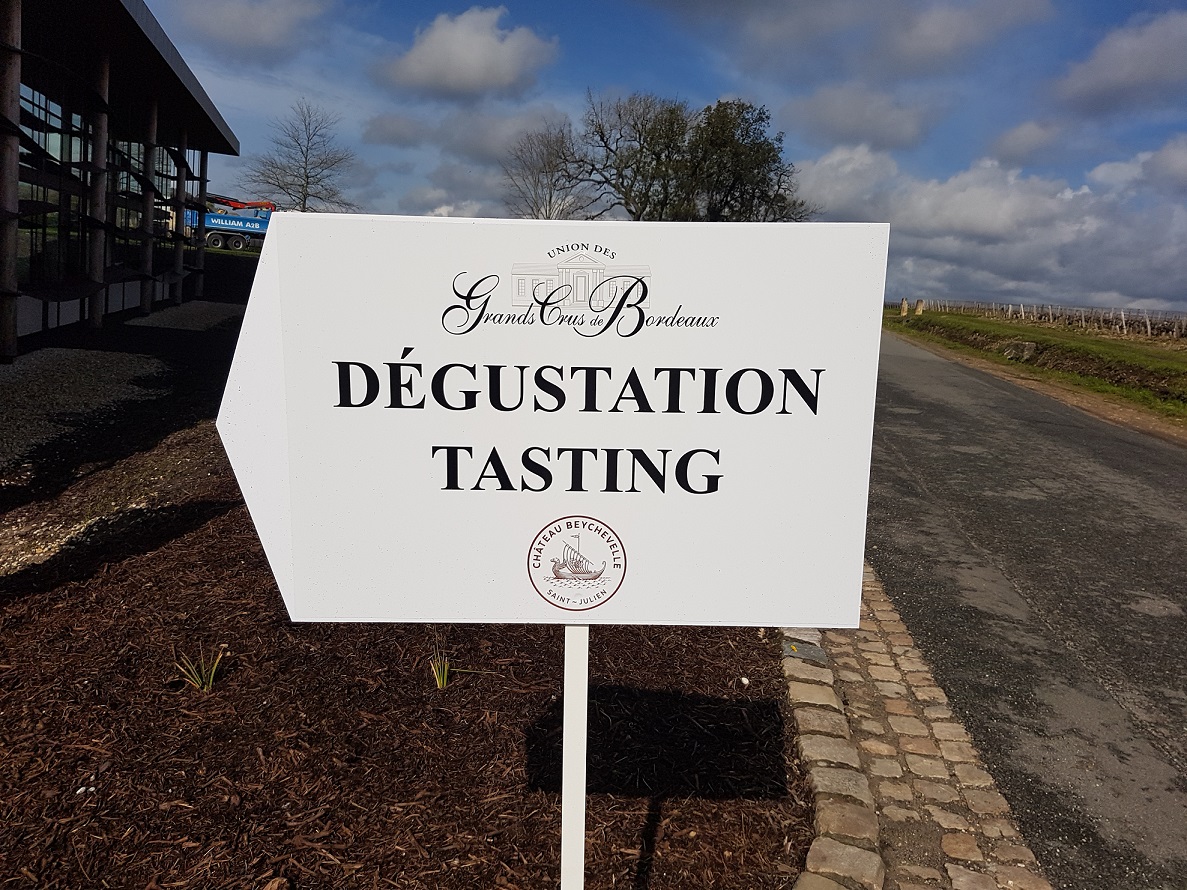 WILLIAM A2B
UNION DES
Grands Crus de Bordeaux
DÉGUSTATION
TASTING
CHÂTEAU BEYCHEVELLE
SAINT-JULIEN